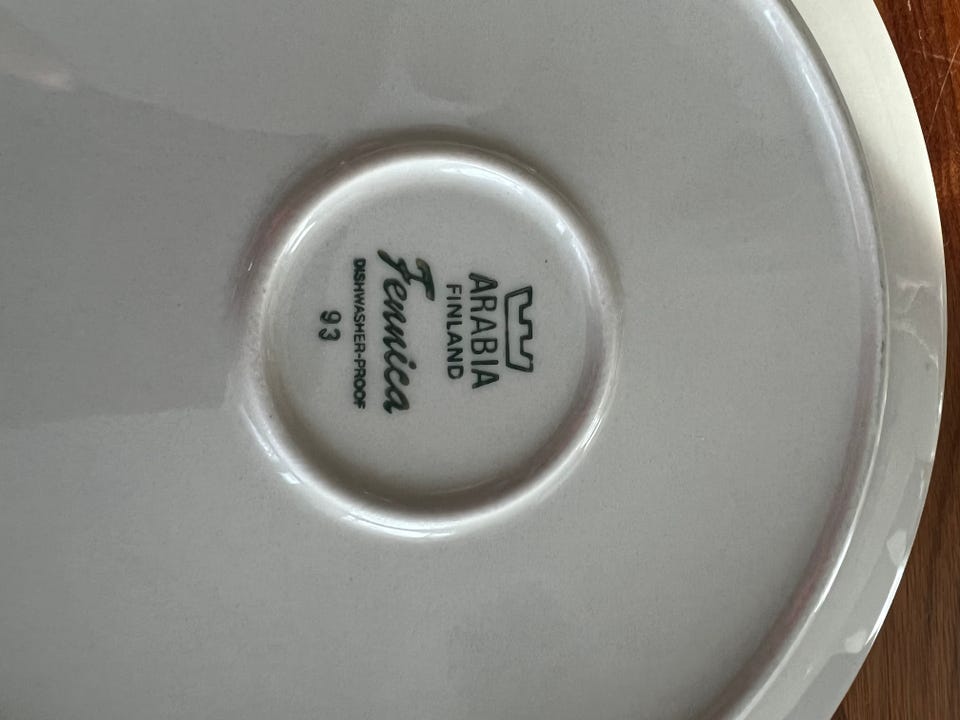 ARABIA
FINLAND
Fennica
DISHWASHER-PROOF
93